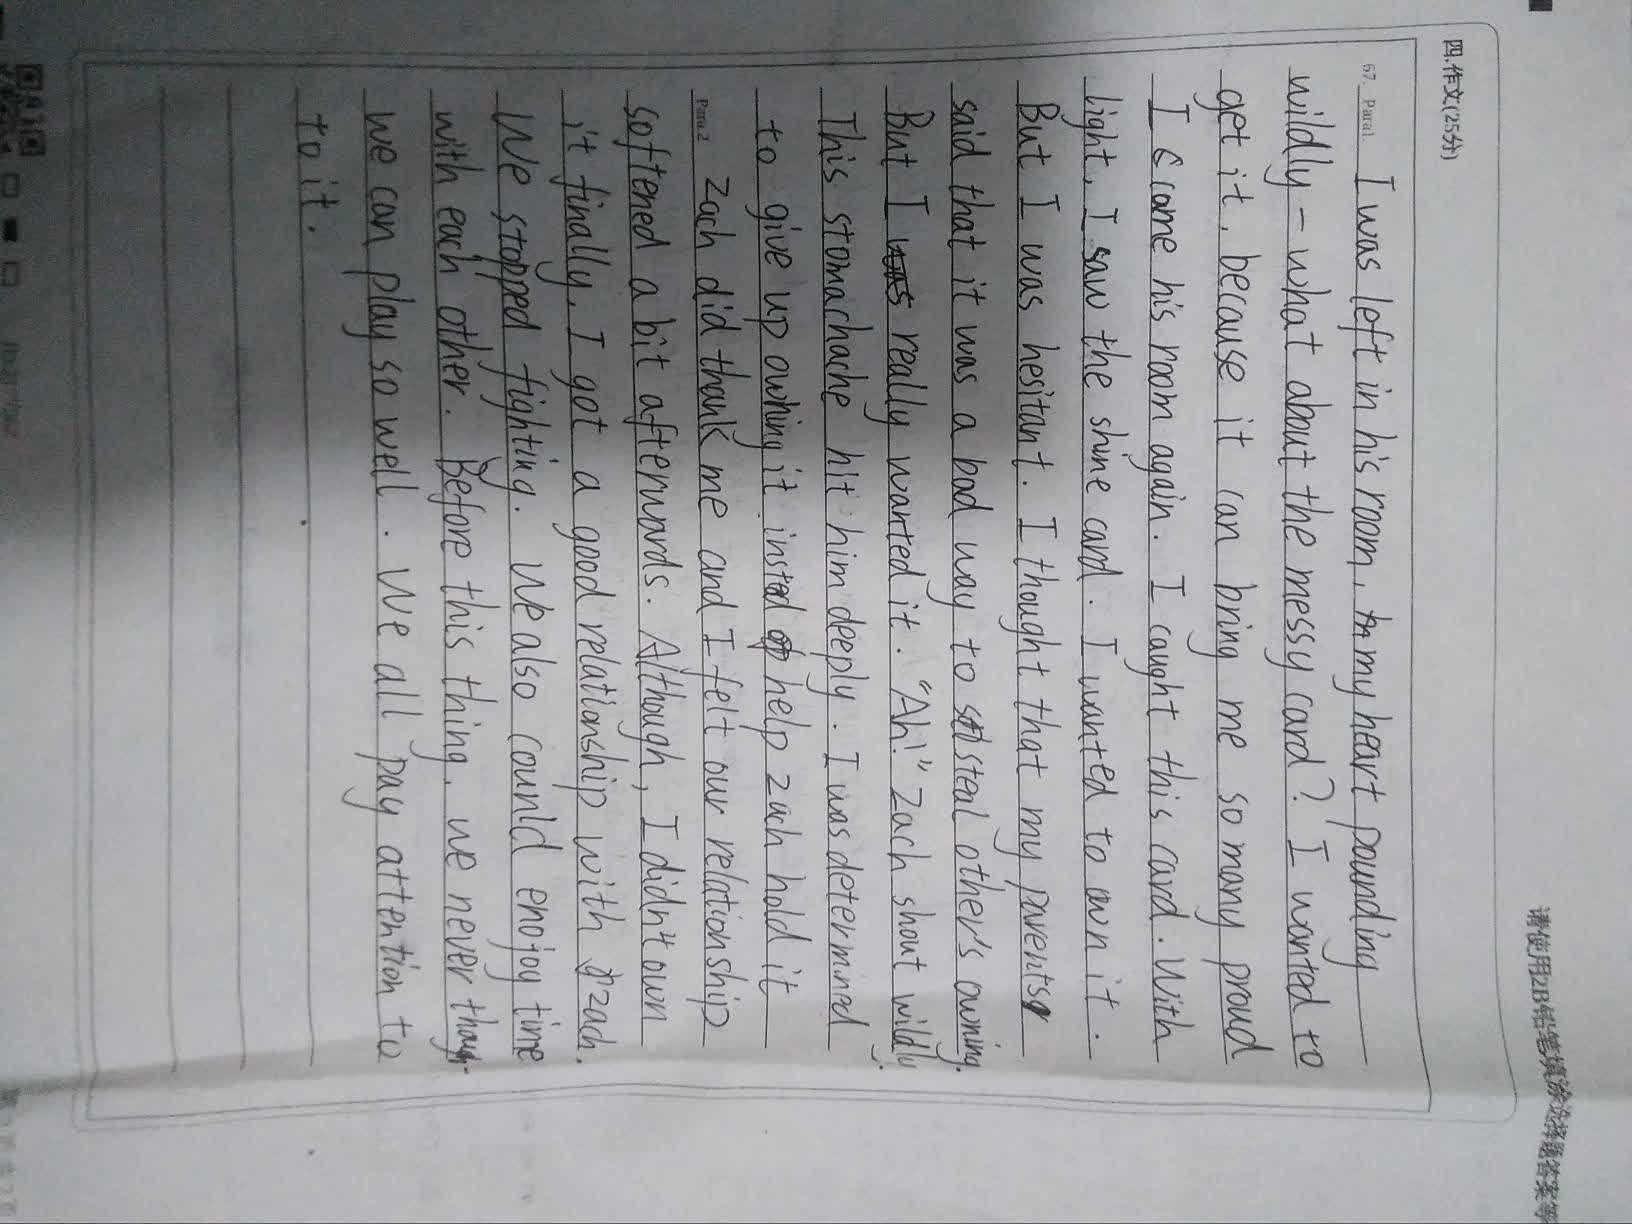 四.作文(25分)
67. Para1. I was left in his room, my heart pounding
wildly - what about the messy card? I wanted to
get it, because it can bring me so many proud
I come his room again. I caught this card. With
light, I saw the shine card. I wanted to own it.
But I was hesitant. I thought that my parents
said that it was a bad way to steal other's owning.
But I really wanted it. "Ah!" Zach shout wildly.
This stomachache hit him deeply. I was determined
to give up owning it insted of help zach hold it
Para 2 Zach did thank me and I felt our relationship
softened a bit afterwards. Although, I didn't own
it finally, I got a good relationship with zach.
We stopped fighting. We also counld enojoy time
with each other. Before this thing, we never though
we can play so well. We all pay attention to
to it.
请使用2B铅笔填涂选择题答案等